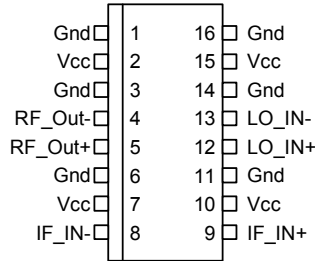 Gnd 1 16 Gnd
Vcc 2 15 Vcc
Gnd 3 14 Gnd
RF_Out- 4 13 LO_IN-
RF_Out+ 5 12 LO_IN+
Gnd 6 11 Gnd
Vcc 7 10 Vcc
IF_IN- 8 9 IF_IN+